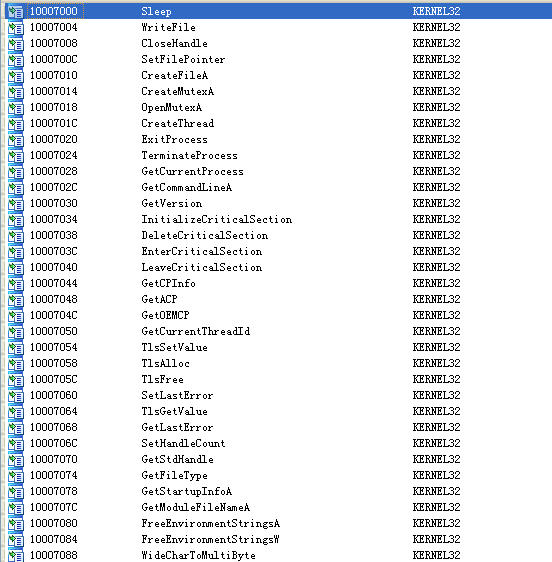 10007000 Sleep KERNEL32
10007004 WriteFile KERNEL32
10007008 CloseHandle KERNEL32
1000700C SetFilePointer KERNEL32
10007010 CreateFileA KERNEL32
10007014 CreateMutexA KERNEL32
10007018 OpenMutexA KERNEL32
1000701C CreateThread KERNEL32
10007020 ExitProcess KERNEL32
10007024 TerminateProcess KERNEL32
10007028 GetCurrentProcess KERNEL32
1000702C GetCommandLineA KERNEL32
10007030 GetVersion KERNEL32
10007034 InitializeCriticalSection KERNEL32
10007038 DeleteCriticalSection KERNEL32
1000703C EnterCriticalSection KERNEL32
10007040 LeaveCriticalSection KERNEL32
10007044 GetCPInfo KERNEL32
10007048 GetACP KERNEL32
1000704C GetOEMCP KERNEL32
10007050 GetCurrentThreadId KERNEL32
10007054 TlsSetValue KERNEL32
10007058 TlsAlloc KERNEL32
1000705C TlsFree KERNEL32
10007060 SetLastError KERNEL32
10007064 TlsGetValue KERNEL32
10007068 GetLastError KERNEL32
1000706C SetHandleCount KERNEL32
10007070 GetStdHandle KERNEL32
10007074 GetFileType KERNEL32
10007078 GetStartupInfoA KERNEL32
1000707C GetModuleFileNameA KERNEL32
10007080 FreeEnvironmentStringsA KERNEL32
10007084 FreeEnvironmentStringsW KERNEL32
10007088 WideCharToMultiByte KERNEL32